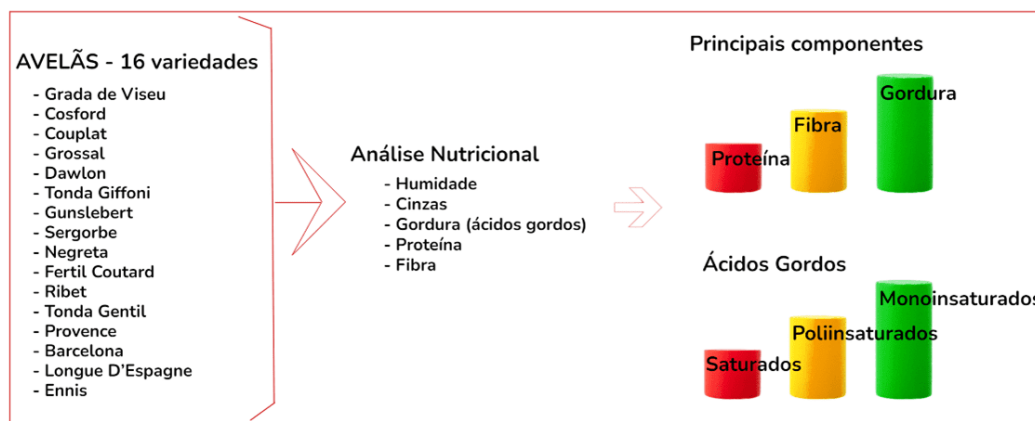 AVELÃS - 16 variedades
- Grada de Viseu
- Cosford
- Couplat
- Grossal
- Dawlon
- Tonda Giffoni
- Gunslebert
- Sergorbe
- Negreta
- Fertil Coutard
- Ribet
- Tonda Gentil
- Provence
- Barcelona
- Longue D'Espagne
- Ennis
Análise Nutricional
- Humidade
- Cinzas
- Gordura (ácidos gordos)
- Proteína
- Fibra
Principais componentes
Proteína
Fibra
Gordura
Ácidos Gordos
Saturados
Poliinsaturados
Monoinsaturados